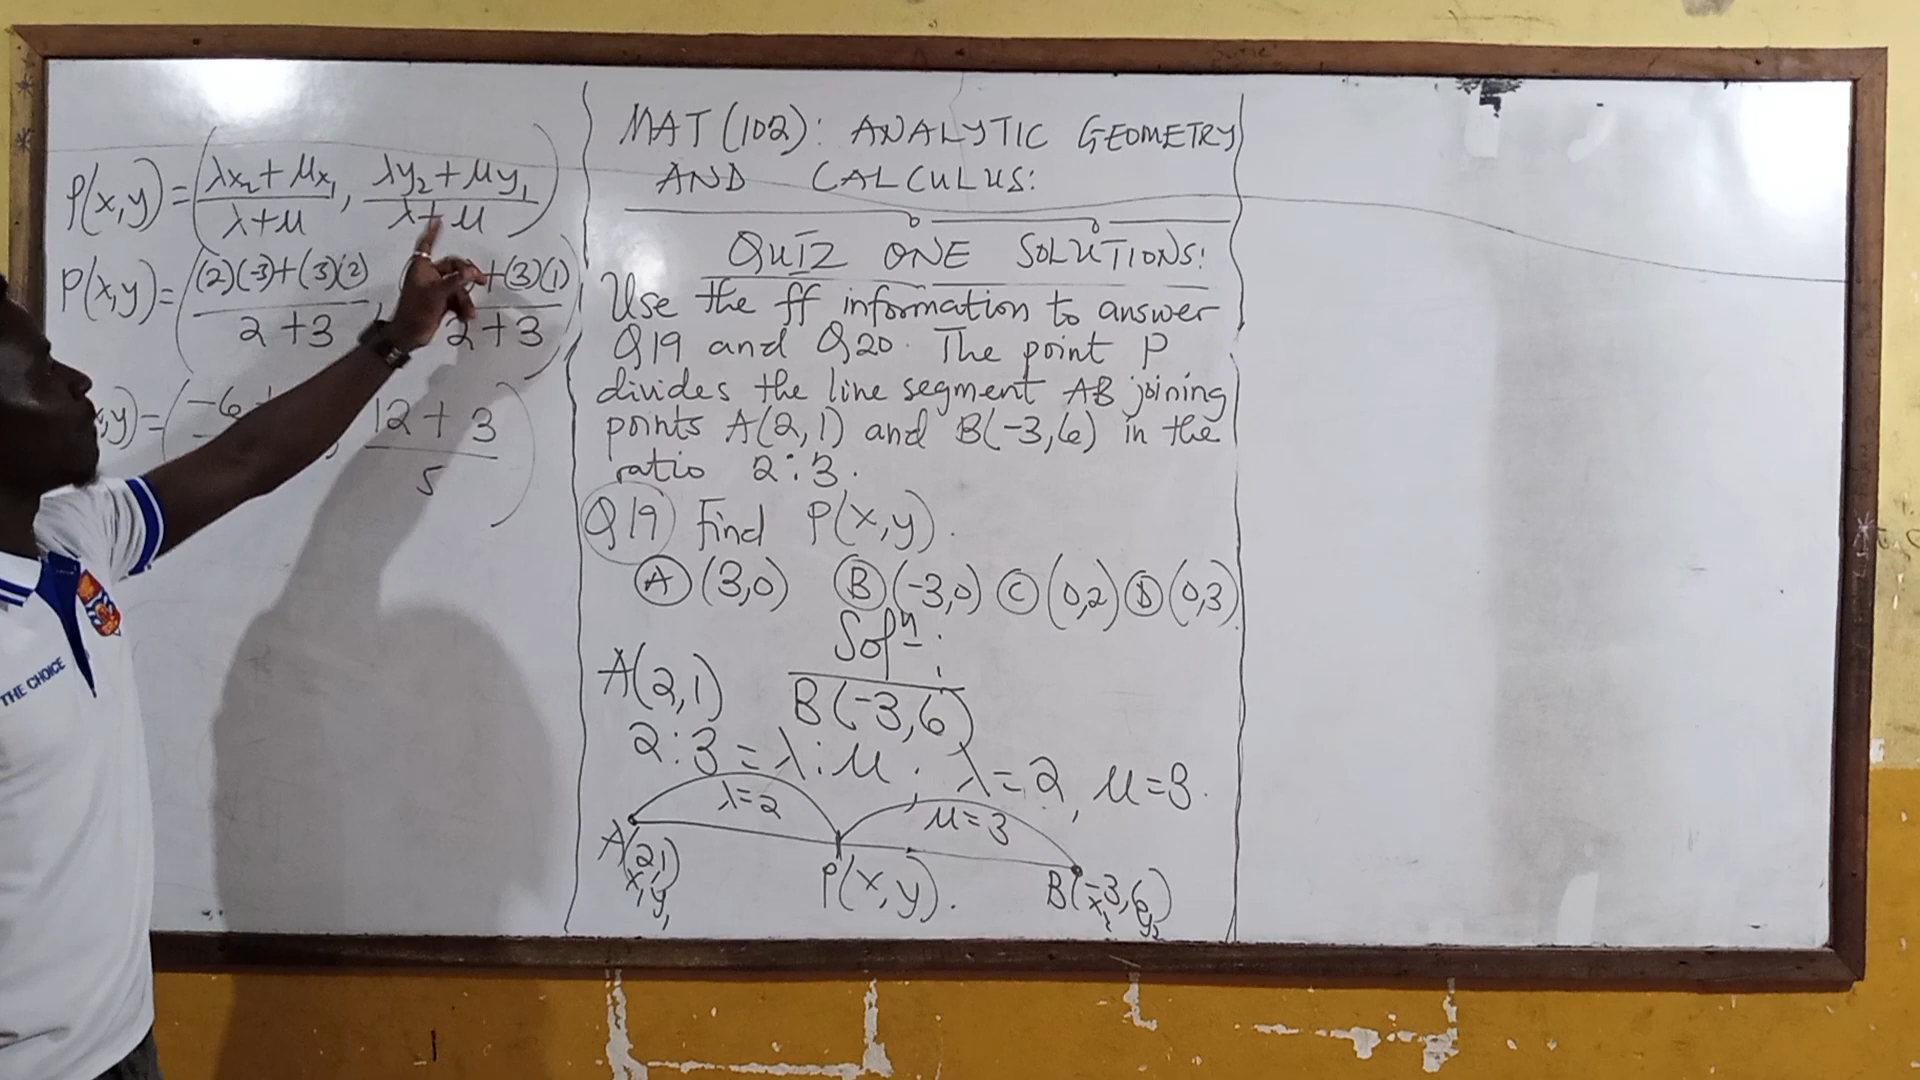 P(x,y) = (λx₂ + μx₁ / λ+μ, λy₂ + μy₁ / λ+μ)
P(x,y) = ((2)(-3)+(3)(2) / 2+3, +(3)(1) / 2+3)
,y) = (-6 + , 12 + 3 / 5)
THE CHOICE
MAT (102): ANALYTIC GEOMETRY
AND CALCULUS:
QUIZ ONE SOLUTIONS:
Use the ff information to answer
Q19 and Q20. The point P
divides the line segment AB joining
points A(2,1) and B(-3,6) in the
ratio 2:3.
Q19 Find P(x,y).
A (3,0) B (-3,0) C (0,2) D (0,3)
Solⁿ:
A(2,1) B(-3,6)
2:3 = λ:μ; λ=2, μ=3.
λ=2 μ=3
A(2,1) P(x,y). B(-3,6)
x₁ y₁ x₂ y₂